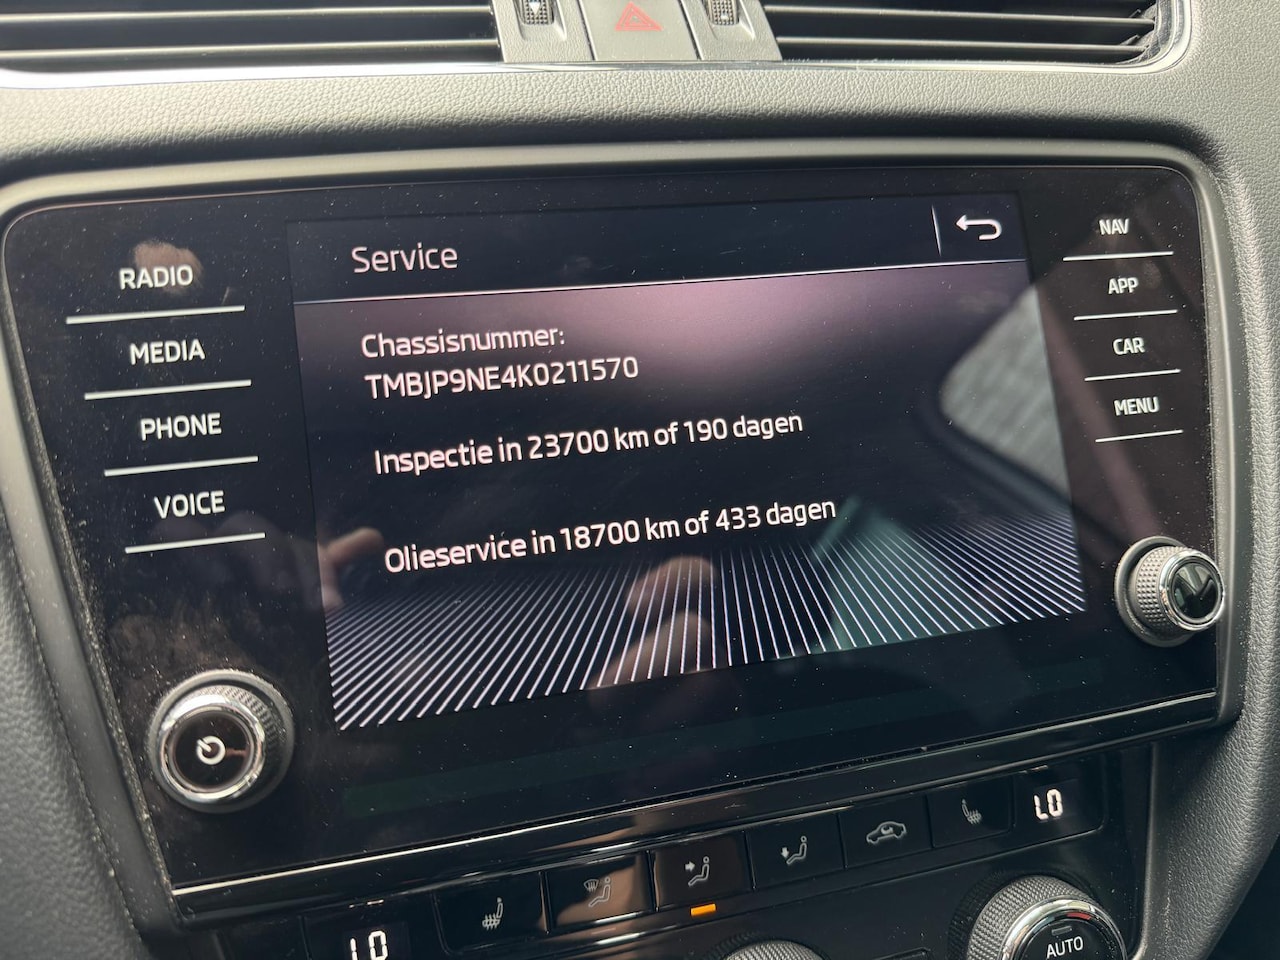 Service
RADIO
MEDIA
PHONE
VOICE
NAV
APP
CAR
MENU
Chassisnummer:
TMBJP9NE4K0211570
Inspectie in 23700 km of 190 dagen
Olieservice in 18700 km of 433 dagen
LO
LO
AUTO